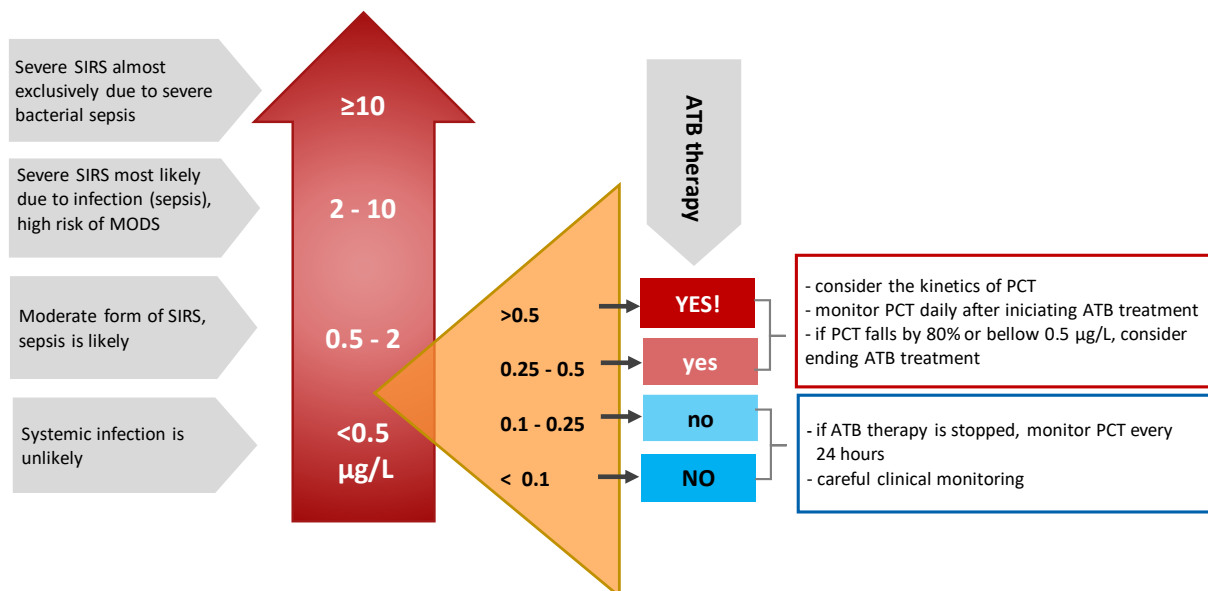 Severe SIRS almost
exclusively due to severe
bacterial sepsis
Severe SIRS most likely
due to infection (sepsis),
high risk of MODS
Moderate form of SIRS,
sepsis is likely
Systemic infection is
unlikely
≥10
2 - 10
0.5 - 2
<0.5
µg/L
ATB therapy
>0.5
YES!
0.25 - 0.5
yes
0.1 - 0.25
no
< 0.1
NO
- consider the kinetics of PCT
- monitor PCT daily after iniciating ATB treatment
- if PCT falls by 80% or bellow 0.5 µg/L, consider
ending ATB treatment
- if ATB therapy is stopped, monitor PCT every
24 hours
- careful clinical monitoring